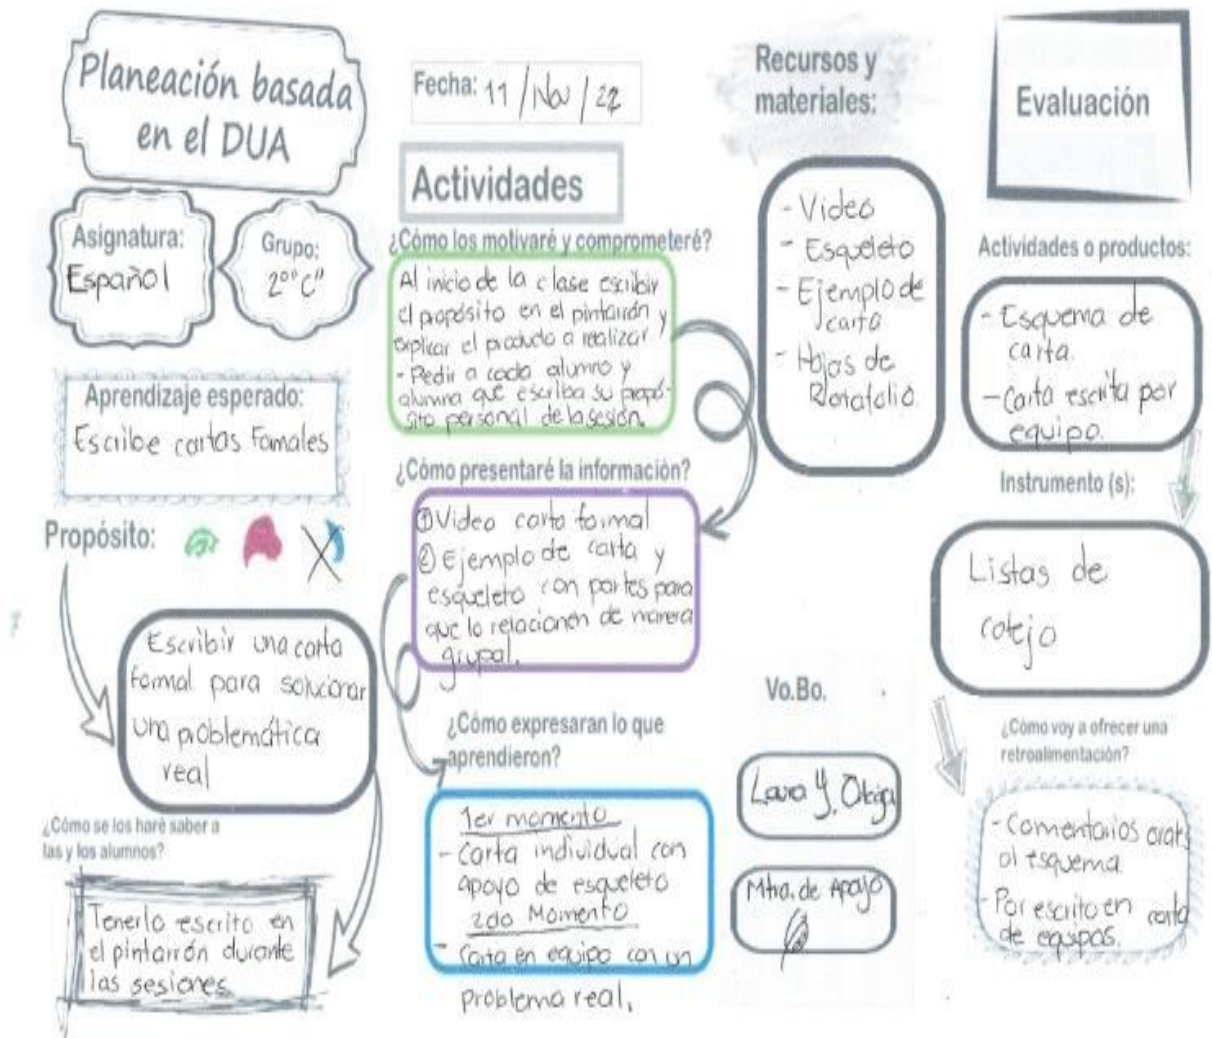 Planeación basada
en el DUA
Asignatura:
Español
Grupo:
2º "C"
Aprendizaje esperado:
Escribe cartas Formales
Propósito:
Escribir una carta
formal para solucionar
una problemática
real
¿Cómo se los haré saber a
las y los alumnos?
Tenerlo escrito en
el pintarrón durante
las sesiones.
Fecha: 11 / Nov / 22
Actividades
¿Cómo los motivaré y comprometeré?
Al inicio de la clase escribir
el propósito en el pintarrón y
explicar el producto a realizar
- Pedir a cada alumno y
alumna que escriba su propó-
sito personal de la sesión.
¿Cómo presentaré la información?
① Video carta formal
② Ejemplo de carta y
esqueleto con partes para
que lo relacionen de manera
grupal.
¿Cómo expresaran lo que
aprendieron?
1er momento
- Carta individual con
apoyo de esqueleto
2do Momento
- Carta en equipo con un
problema real.
Recursos y
materiales:
- Video
- Esqueleto
- Ejemplo de
carta
- Hojas de
Rotafolio.
Vo.Bo.
Laura Y. Ortega
Mtra. de Apoyo
Evaluación
Actividades o productos:
- Esquema de
carta.
- Carta escrita por
equipo.
Instrumento (s):
Listas de
cotejo
¿Cómo voy a ofrecer una
retroalimentación?
- Comentarios orales
al esquema.
- Por escrito en carta
de equipos.